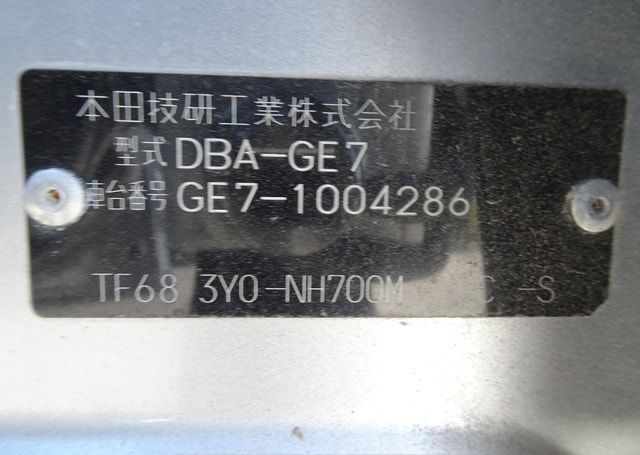 本田技研工業株式会社
型式 DBA-GE7
車台番号 GE7-1004286
TF68 3Y0-NH700M C -S